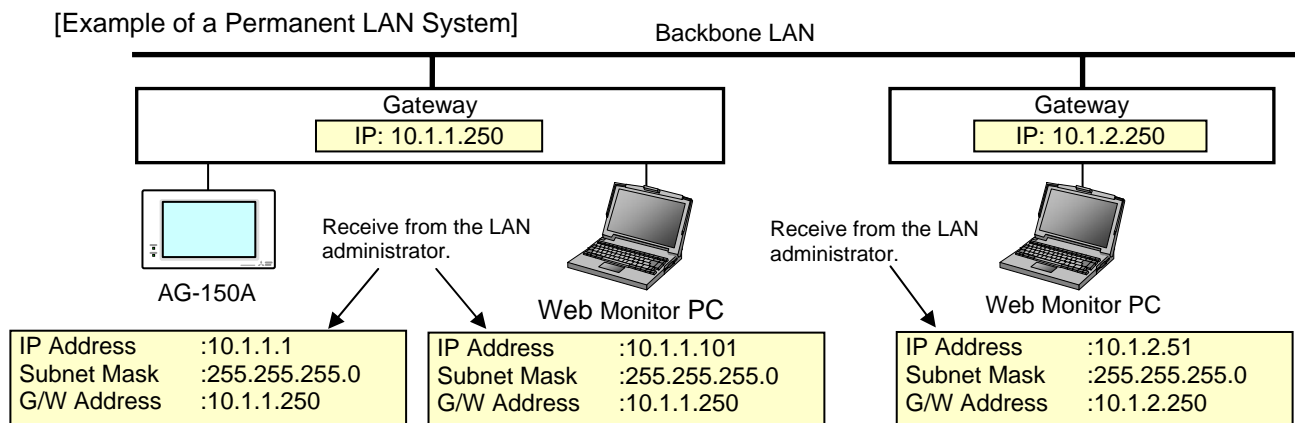 [Example of a Permanent LAN System]
Backbone LAN
Gateway
IP: 10.1.1.250
Gateway
IP: 10.1.2.250
Receive from the LAN
administrator.
Receive from the LAN
administrator.
AG-150A
Web Monitor PC
Web Monitor PC
IP Address :10.1.1.1
Subnet Mask :255.255.255.0
G/W Address :10.1.1.250
IP Address :10.1.1.101
Subnet Mask :255.255.255.0
G/W Address :10.1.1.250
IP Address :10.1.2.51
Subnet Mask :255.255.255.0
G/W Address :10.1.2.250